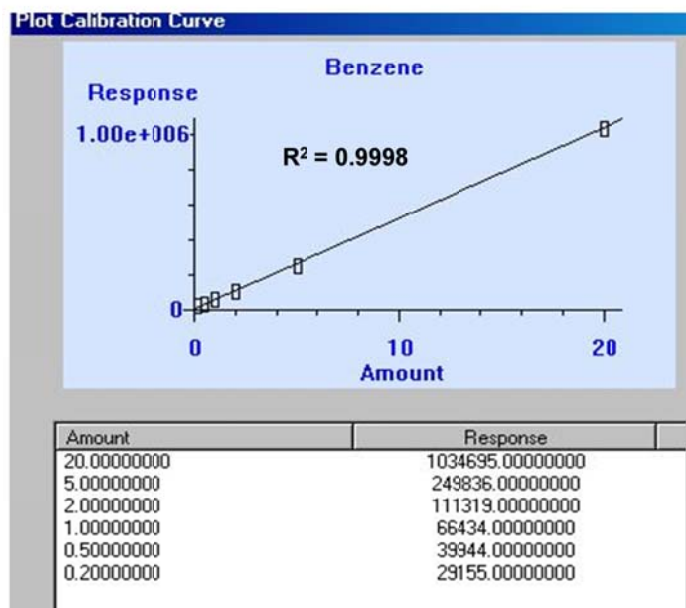 Plot Calibration Curve
Benzene
Response
1.00e+006
R² = 0.9998
0
0 10 20
Amount
Amount Response
20.00000000 1034695.00000000
5.00000000 249836.00000000
2.00000000 111319.00000000
1.00000000 66434.00000000
0.50000000 39944.00000000
0.20000000 29155.00000000